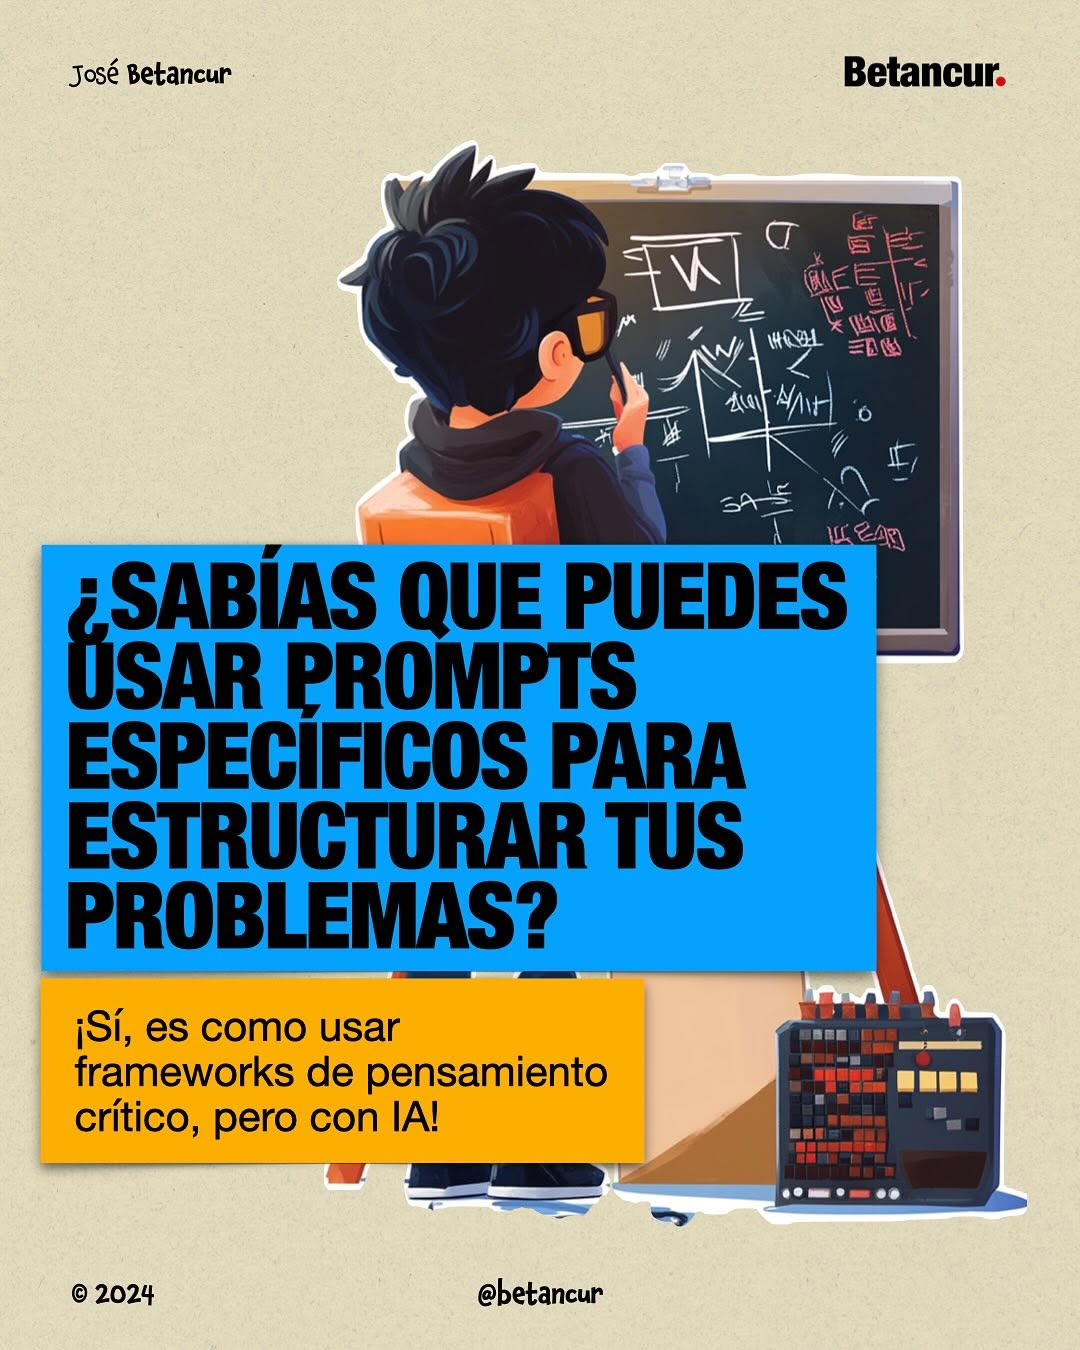 José Betancur
Betancur.
¿SABÍAS QUE PUEDES
USAR PROMPTS
ESPECÍFICOS PARA
ESTRUCTURAR TUS
PROBLEMAS?
¡Sí, es como usar
frameworks de pensamiento
crítico, pero con IA!
© 2024
@betancur